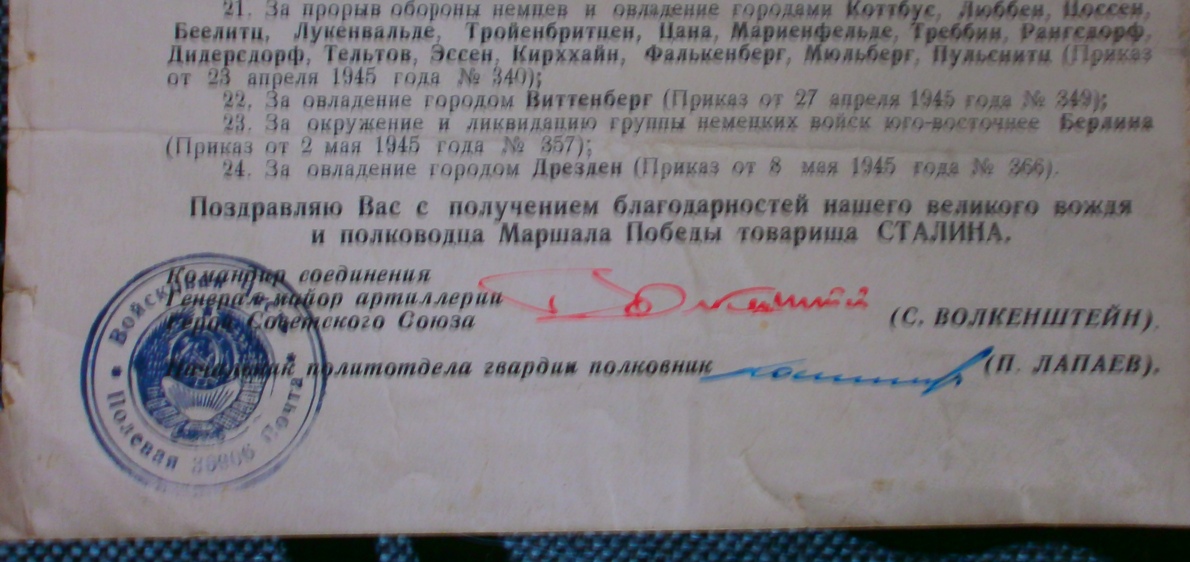 21. За прорыв обороны немцев и овладение городами Коттбус, Люббен, Цоссен,
Беелитц, Лукенвальде, Тройенбритцен, Цана, Мариенфельде, Треббин, Рангсдорф,
Дидерсдорф, Тельтов, Эссен, Кирххайн, Фалькенберг, Мюльберг, Пульснитц (Приказ
от 23 апреля 1945 года № 340);
22. За овладение городом Виттенберг (Приказ от 27 апреля 1945 года № 349);
23. За окружение и ликвидацию группы немецких войск юго-восточнее Берлина
(Приказ от 2 мая 1945 года № 357);
24. За овладение городом Дрезден (Приказ от 8 мая 1945 года № 366).
Поздравляю Вас с получением благодарностей нашего великого вождя
и полководца Маршала Победы товарища СТАЛИНА.
Командир соединения
Генерал-майор артиллерии
Герой Советского Союза
(С. ВОЛКЕНШТЕЙН).
Начальник политотдела гвардии полковник
(П. ЛАПАЕВ).
Полевая Почта